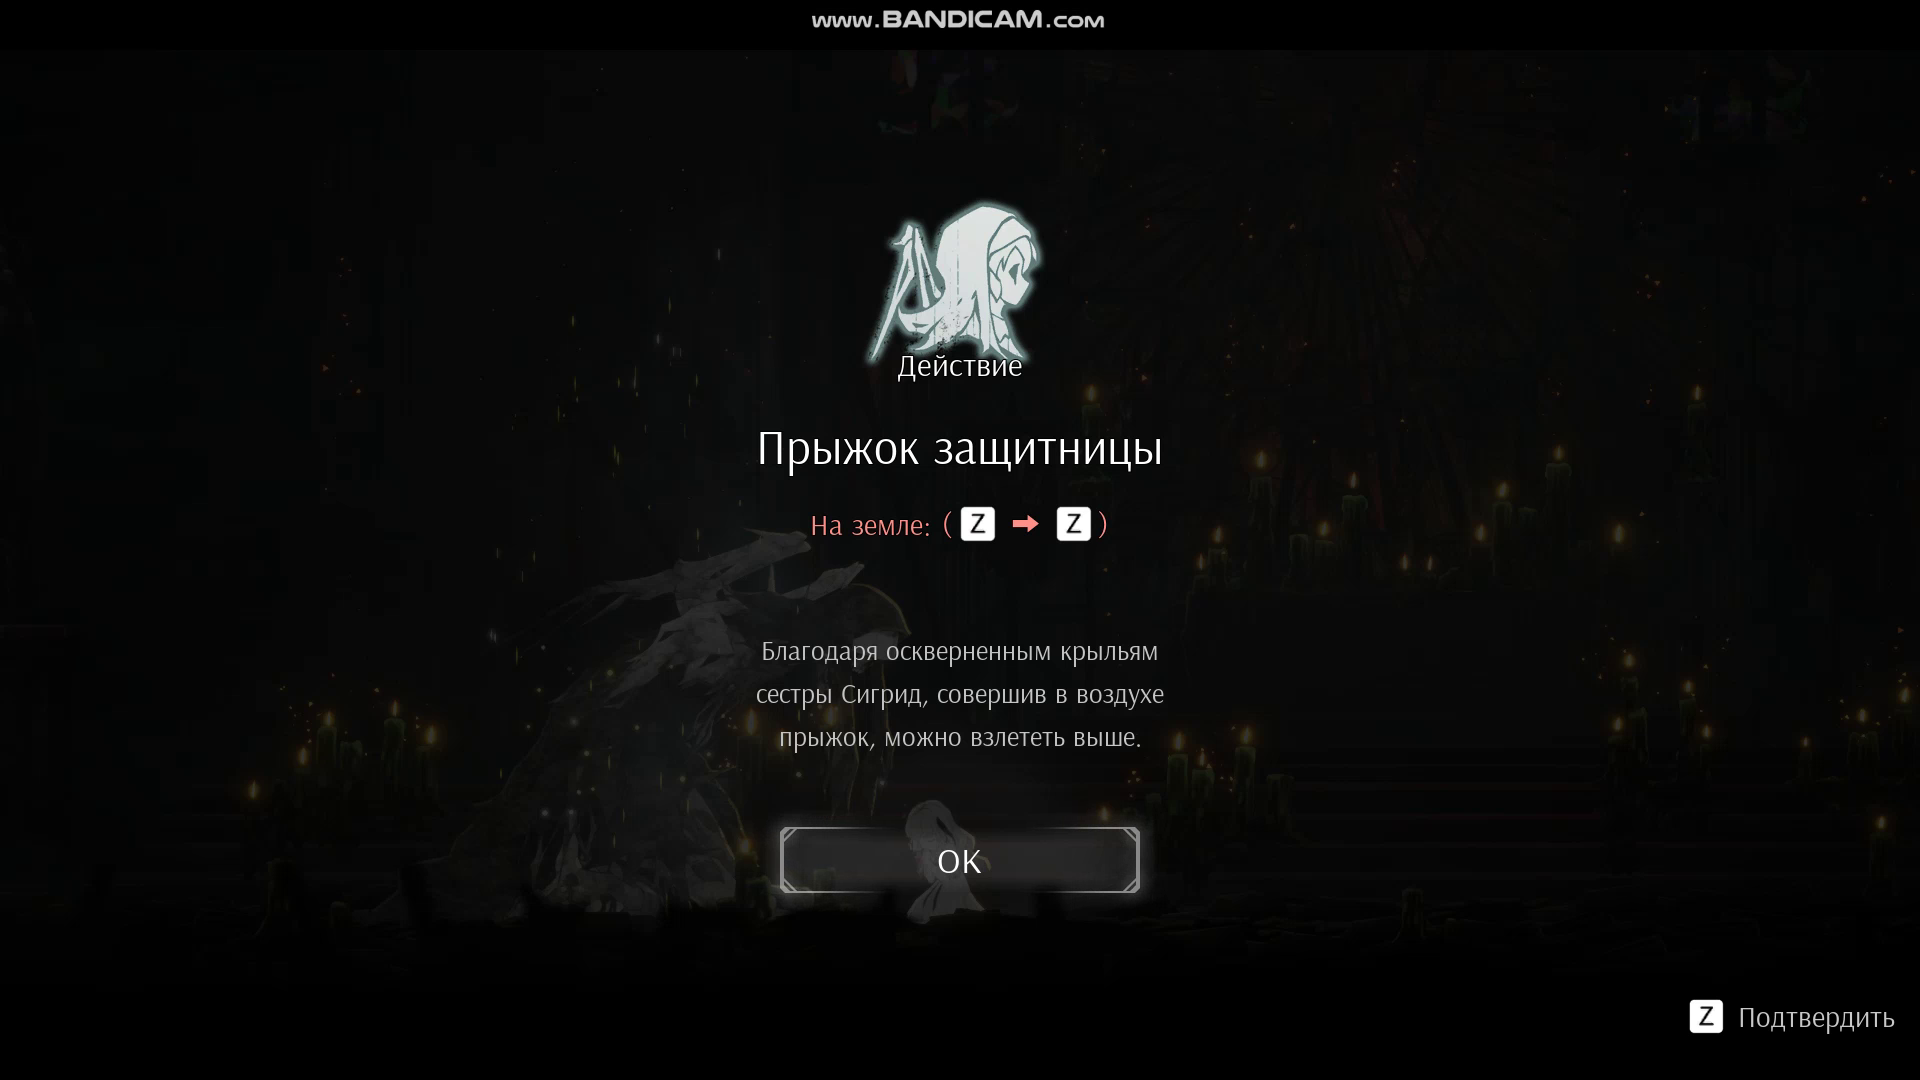 www.BANDICAM.com
Действие
Прыжок защитницы
На земле: ( Z ➡ Z )
Благодаря оскверненным крыльям
сестры Сигрид, совершив в воздухе
прыжок, можно взлететь выше.
OK
Z Подтвердить